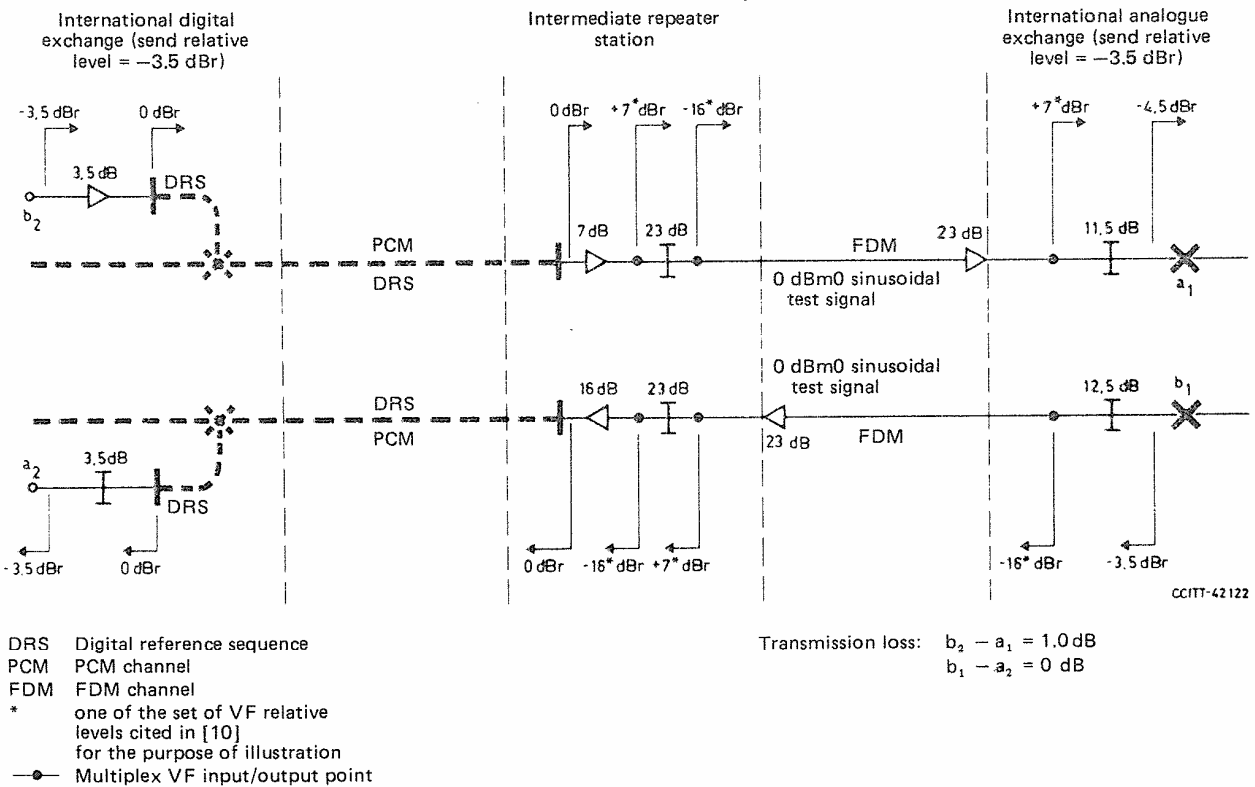 International digital
exchange (send relative
level = −3.5 dBr)
Intermediate repeater
station
International analogue
exchange (send relative
level = −3.5 dBr)
-3,5 dBr
0 dBr
0 dBr
+7*dBr
-16*dBr
+7*dBr
-4,5 dBr
3,5 dB
DRS
b2
7 dB
23 dB
23 dB
11,5 dB
PCM
DRS
FDM
0 dBm0 sinusoidal
test signal
a1
0 dBm0 sinusoidal
test signal
DRS
PCM
16 dB
23 dB
23 dB
FDM
12,5 dB
b1
a2
3,5dB
DRS
-3.5dBr
0 dBr
0 dBr
-16*dBr
+7*dBr
-16*dBr
-3,5 dBr
CCITT-42122
DRS Digital reference sequence
PCM PCM channel
FDM FDM channel
* one of the set of VF relative
levels cited in [10]
for the purpose of illustration
Multiplex VF input/output point
Transmission loss: b2 − a1 = 1.0 dB
b1 − a2 = 0 dB